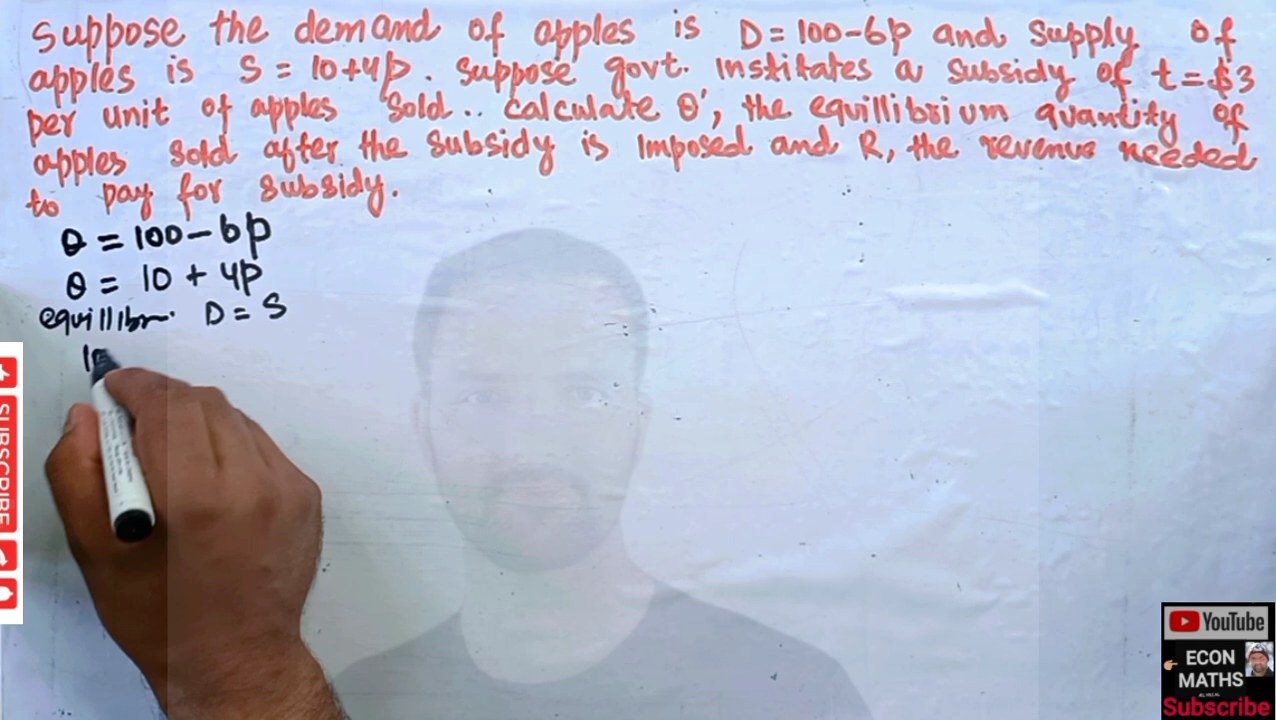 Suppose the demand of apples is D = 100-6p and supply of
apples is S = 10+4p. Suppose govt. institates a subsidy of t = $3
per unit of apples sold.. calculate θ', the equillibrium quantity of
apples sold after the subsidy is imposed and R, the revenue needed
to pay for subsidy.
θ = 100-6p
θ = 10 + 4p
equillibr. D = S
SUBSCRIBE
YouTube
ECON
MATHS
Subscribe